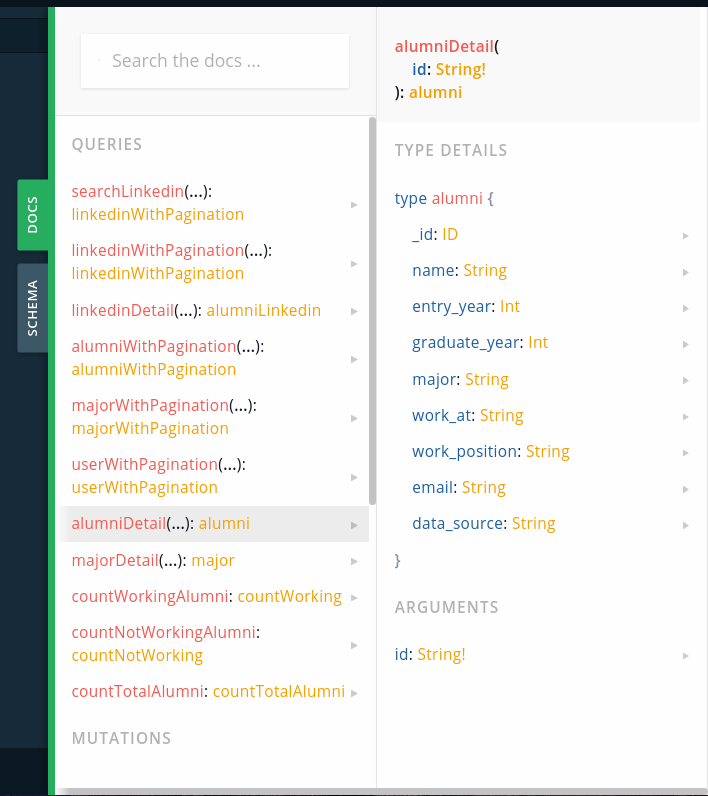 DOCS
SCHEMA
Search the docs ...
QUERIES
searchLinkedin(...):
linkedinWithPagination
linkedinWithPagination(...):
linkedinWithPagination
linkedinDetail(...): alumniLinkedin
alumniWithPagination(...):
alumniWithPagination
majorWithPagination(...):
majorWithPagination
userWithPagination(...):
userWithPagination
alumniDetail(...): alumni
majorDetail(...): major
countWorkingAlumni: countWorking
countNotWorkingAlumni:
countNotWorking
countTotalAlumni: countTotalAlumni
MUTATIONS
alumniDetail(
id: String!
): alumni
TYPE DETAILS
type alumni {
_id: ID
name: String
entry_year: Int
graduate_year: Int
major: String
work_at: String
work_position: String
email: String
data_source: String
}
ARGUMENTS
id: String!